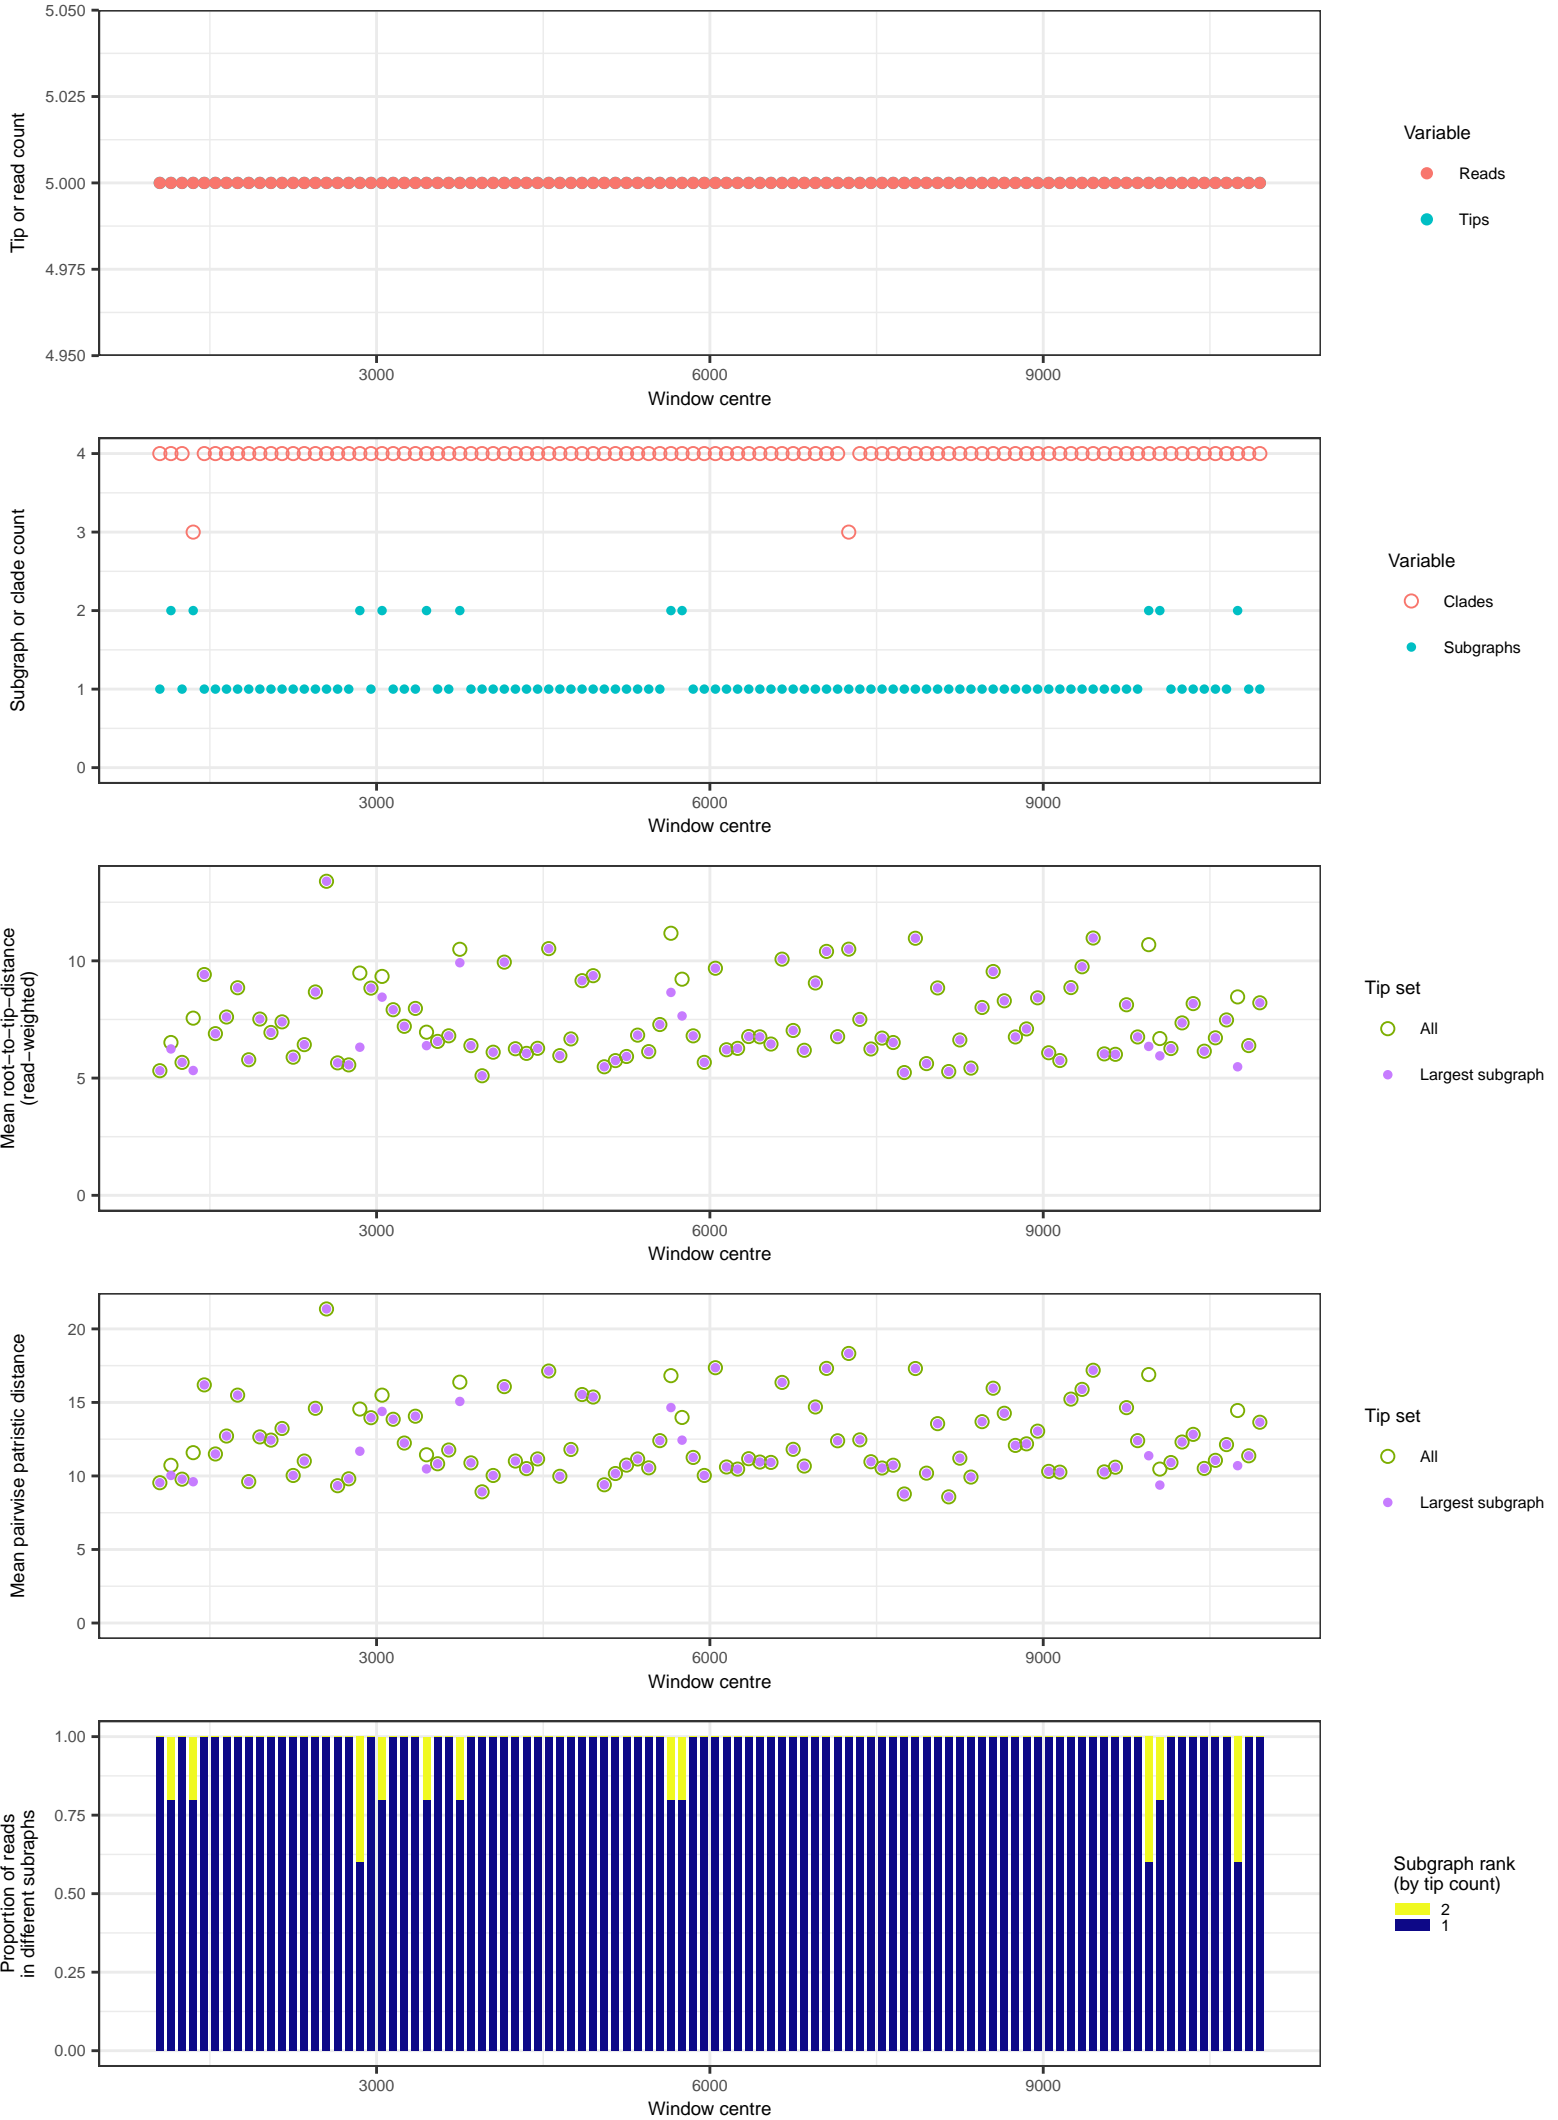 5.050
5.025
5.000
4.975
4.950
Tip or read count
3000
6000
9000
Window centre
Variable
Reads
Tips
4
3
2
1
0
Subgraph or clade count
3000
6000
9000
Window centre
Variable
Clades
Subgraphs
10
5
0
Mean root−to−tip−distance
(read−weighted)
3000
6000
9000
Window centre
Tip set
All
Largest subgraph
20
15
10
5
0
Mean pairwise patristic distance
3000
6000
9000
Window centre
Tip set
All
Largest subgraph
1.00
0.75
0.50
0.25
0.00
Proportion of reads
in different subraphs
3000
6000
9000
Window centre
Subgraph rank
(by tip count)
2
1